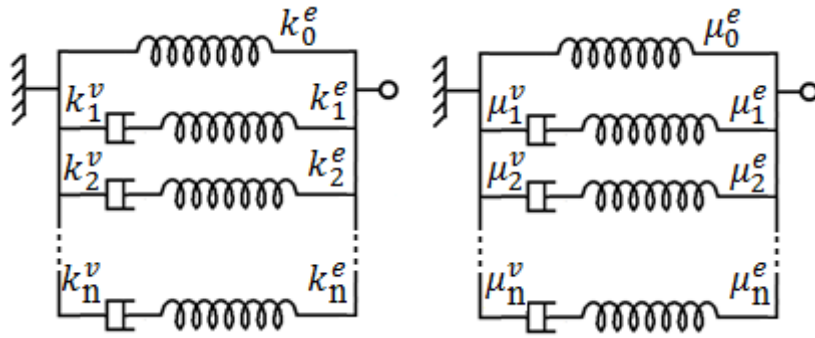 k_0^e μ_0^e
k_1^v k_1^e μ_1^v μ_1^e
k_2^v k_2^e μ_2^v μ_2^e
k_n^v k_n^e μ_n^v μ_n^e